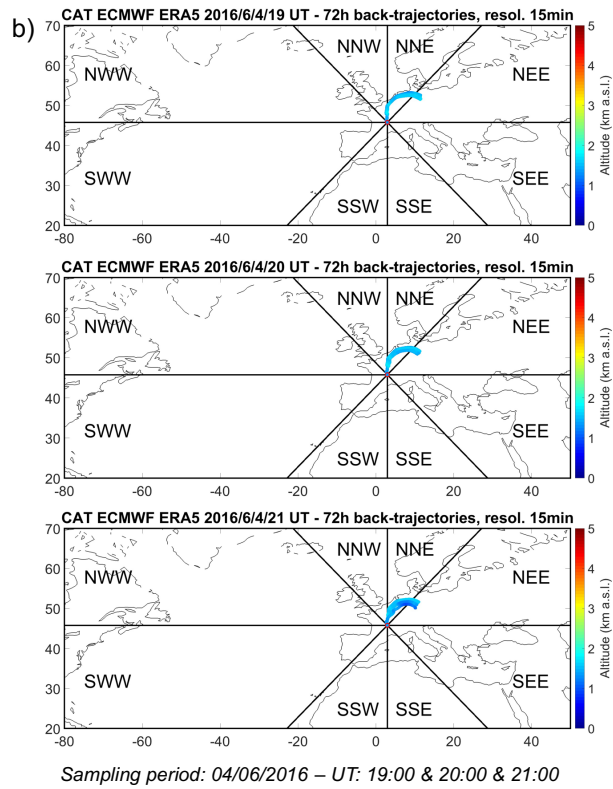 b)
CAT ECMWF ERA5 2016/6/4/19 UT - 72h back-trajectories, resol. 15min
70
60
50
40
30
20
NWW
NNW
NNE
NEE
SWW
SSW
SSE
SEE
-80 -60 -40 -20 0 20 40
5
4
3
2
1
0
Altitude (km a.s.l.)
CAT ECMWF ERA5 2016/6/4/20 UT - 72h back-trajectories, resol. 15min
70
60
50
40
30
20
NWW
NNW
NNE
NEE
SWW
SSW
SSE
SEE
-80 -60 -40 -20 0 20 40
5
4
3
2
1
0
Altitude (km a.s.l.)
CAT ECMWF ERA5 2016/6/4/21 UT - 72h back-trajectories, resol. 15min
70
60
50
40
30
20
NWW
NNW
NNE
NEE
SWW
SSW
SSE
SEE
-80 -60 -40 -20 0 20 40
5
4
3
2
1
0
Altitude (km a.s.l.)
Sampling period: 04/06/2016 – UT: 19:00 & 20:00 & 21:00